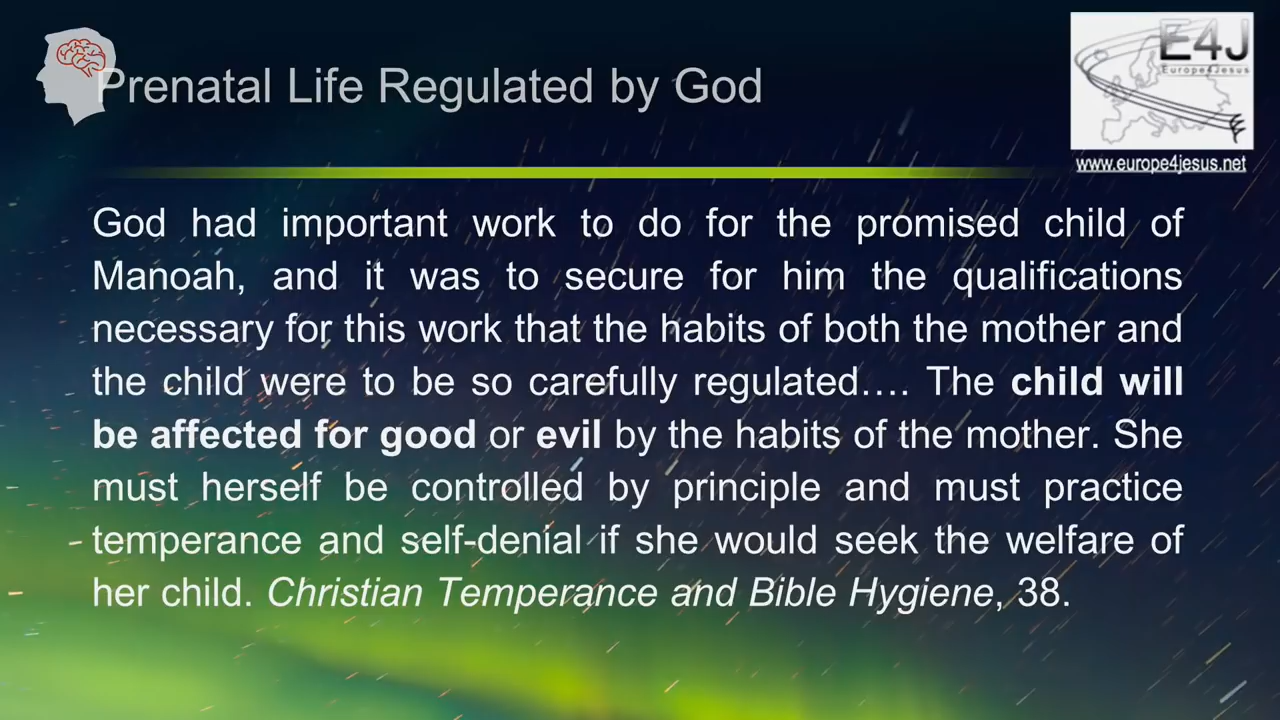 Prenatal Life Regulated by God
E4J
Europe4Jesus
www.europe4jesus.net
God had important work to do for the promised child of
Manoah, and it was to secure for him the qualifications
necessary for this work that the habits of both the mother and
the child were to be so carefully regulated…. The child will
be affected for good or evil by the habits of the mother. She
must herself be controlled by principle and must practice
temperance and self-denial if she would seek the welfare of
her child. Christian Temperance and Bible Hygiene, 38.